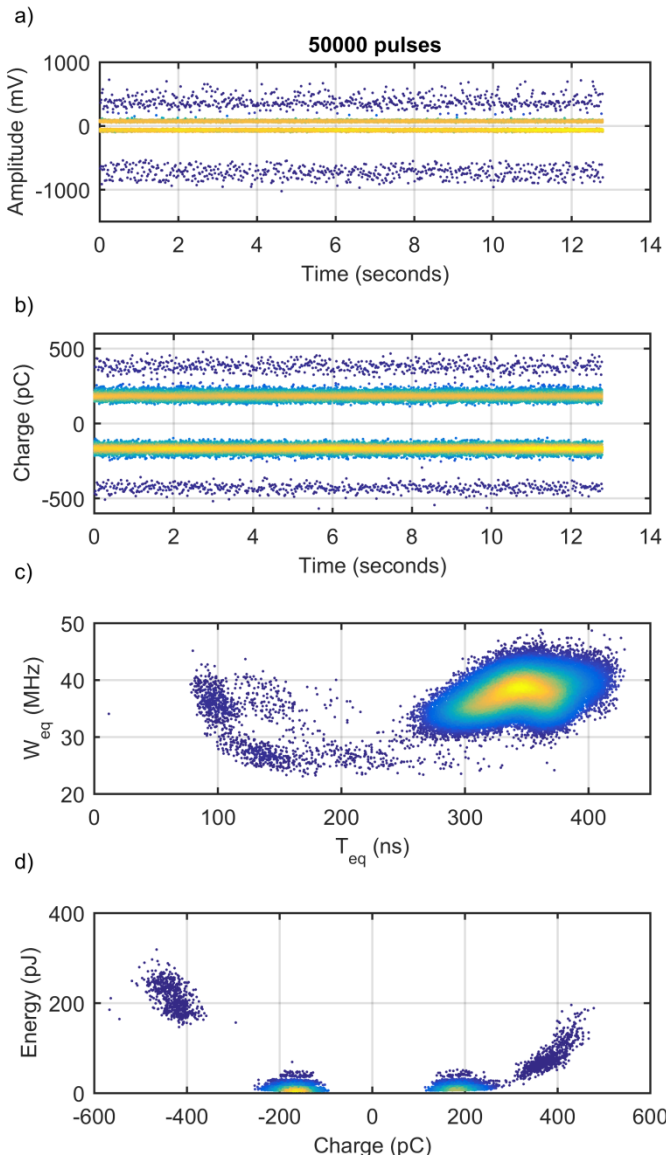 a)
50000 pulses
1000
0
-1000
Amplitude (mV)
0 2 4 6 8 10 12 14
Time (seconds)
b)
500
0
-500
Charge (pC)
0 2 4 6 8 10 12 14
Time (seconds)
c)
50
40
30
20
W_eq (MHz)
0 100 200 300 400
T_eq (ns)
d)
400
200
0
Energy (pJ)
-600 -400 -200 0 200 400 600
Charge (pC)